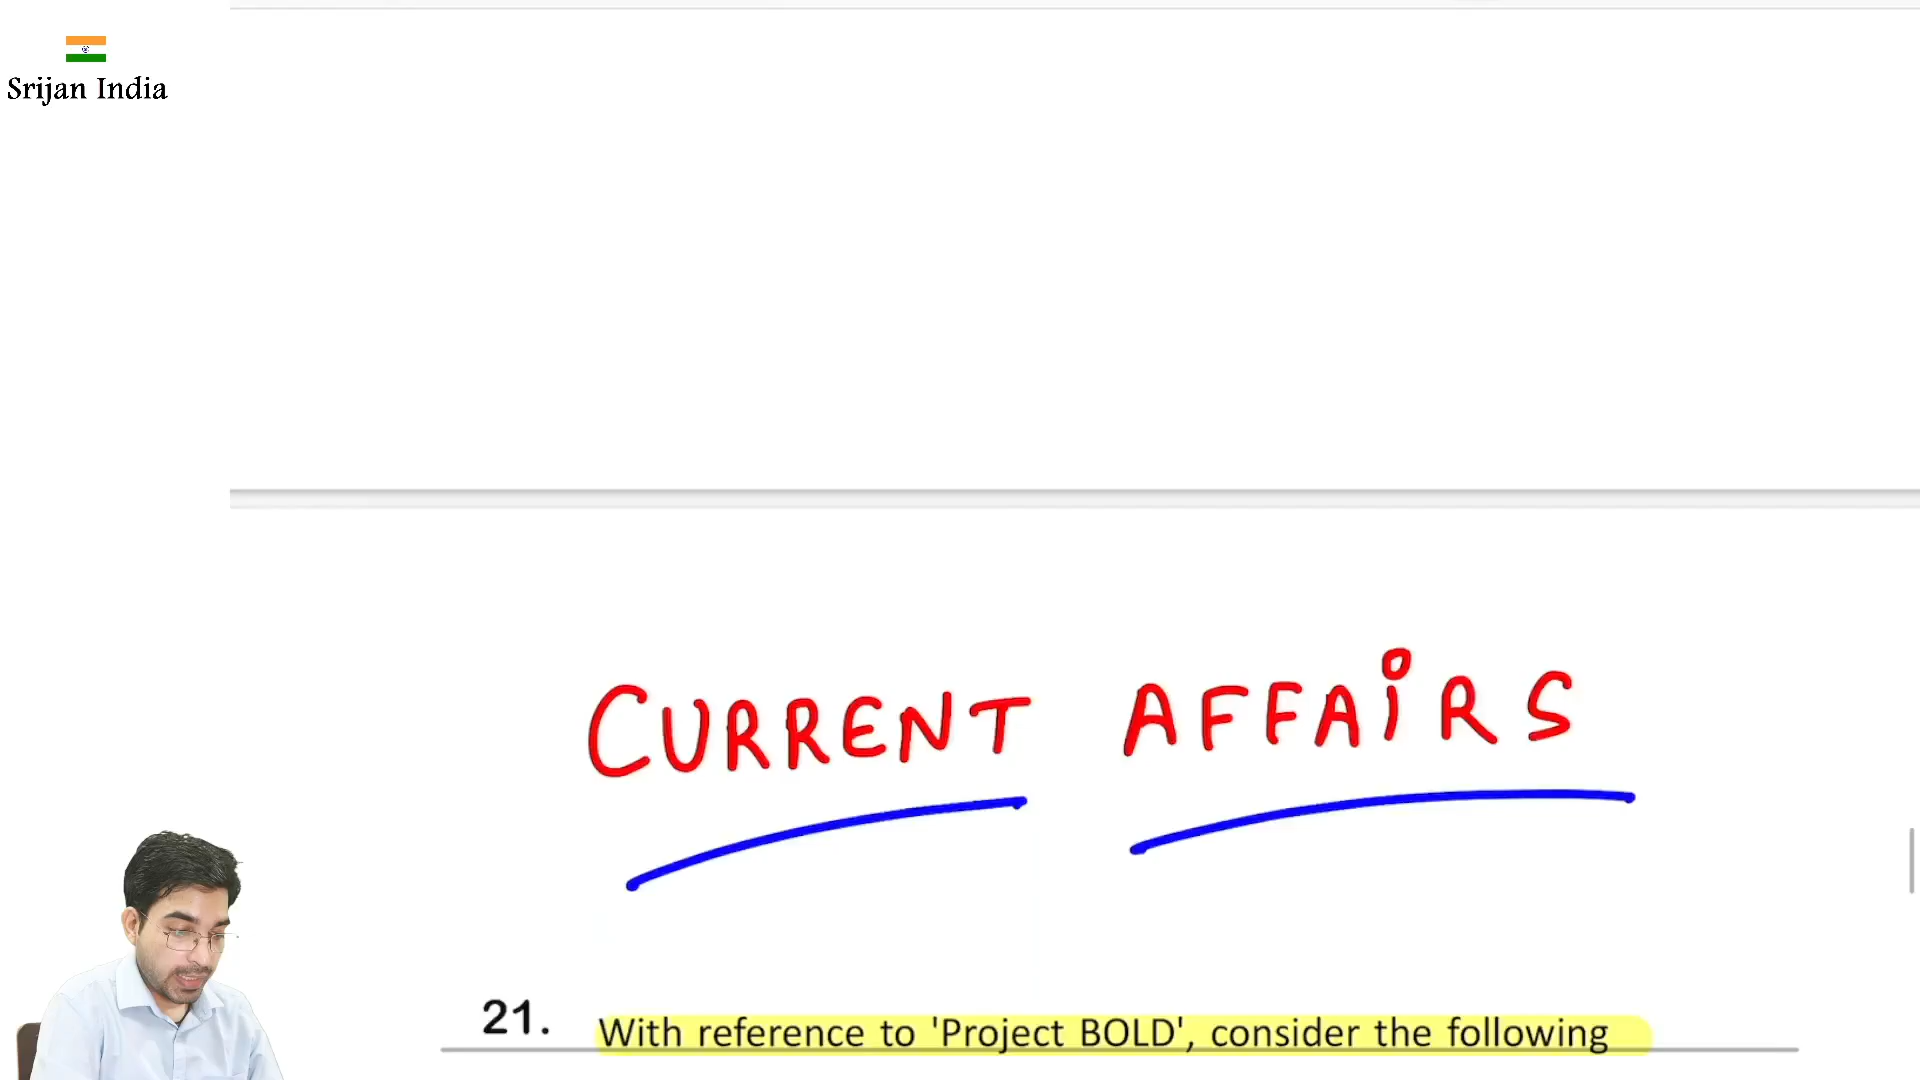 Srijan India
CURRENT AFFAiRS
21. With reference to 'Project BOLD', consider the following